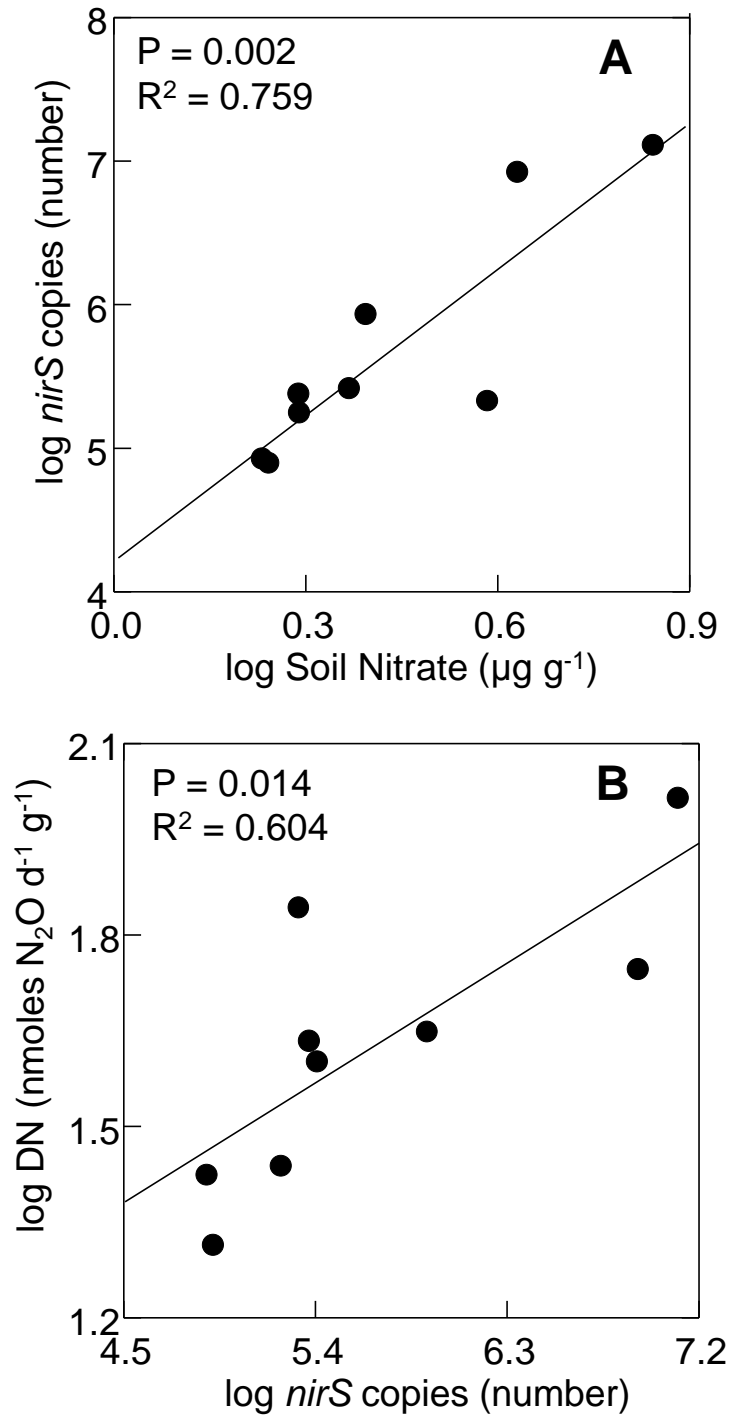 8
P = 0.002
A
R² = 0.759
7
6
5
4
log nirS copies (number)
0.0 0.3 0.6 0.9
log Soil Nitrate (µg g⁻¹)
2.1
P = 0.014
B
R² = 0.604
1.8
1.5
1.2
log DN (nmoles N₂O d⁻¹ g⁻¹)
4.5 5.4 6.3 7.2
log nirS copies (number)